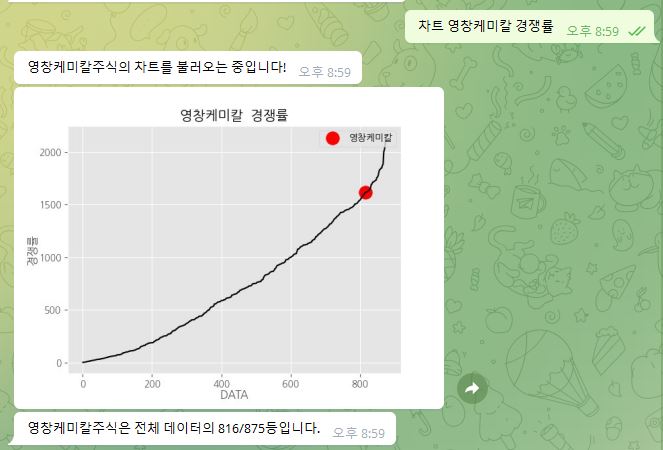 차트 영창케미칼 경쟁률 오후 8:59
영창케미칼주식의 차트를 불러오는 중입니다! 오후 8:59
영창케미칼 경쟁률
영창케미칼
2000
1500
1000
500
0
경쟁률
0 200 400 600 800
DATA
영창케미칼주식은 전체 데이터의 816/875등입니다. 오후 8:59